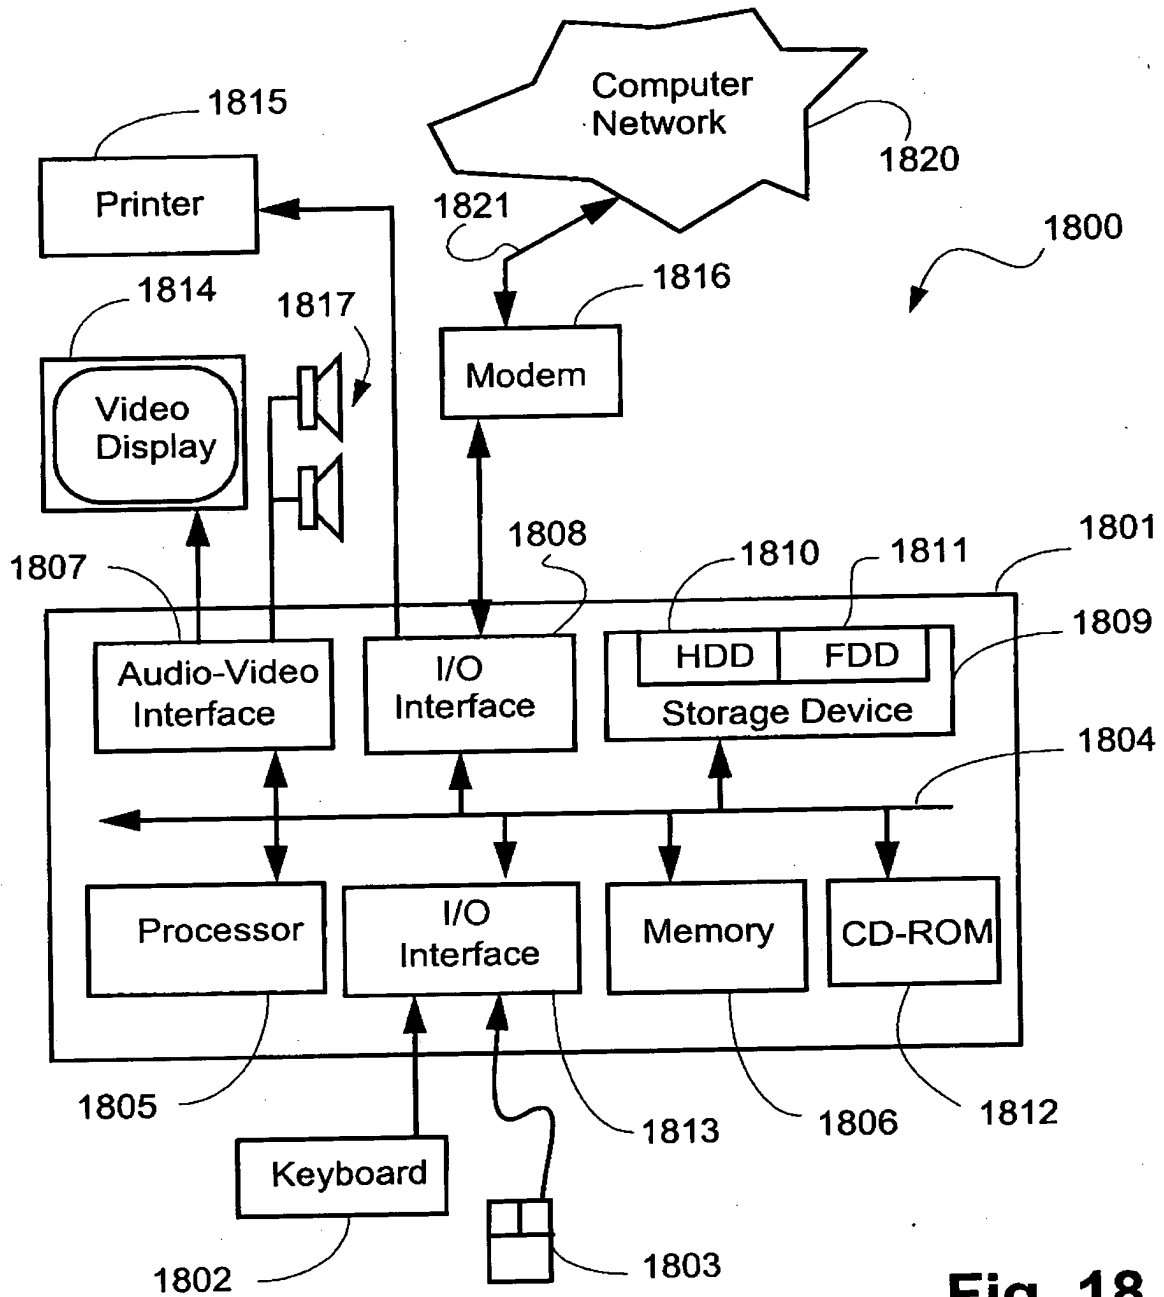 Computer
Network
1820
1815
Printer
1821
1800
1814
1817
1816
Video
Display
Modem
1807
1808
1810
1811
1801
1809
Audio-Video
Interface
I/O
Interface
HDD
FDD
Storage Device
1804
Processor
I/O
Interface
Memory
CD-ROM
1805
1813
1806
1812
Keyboard
1802
1803
Fig. 18